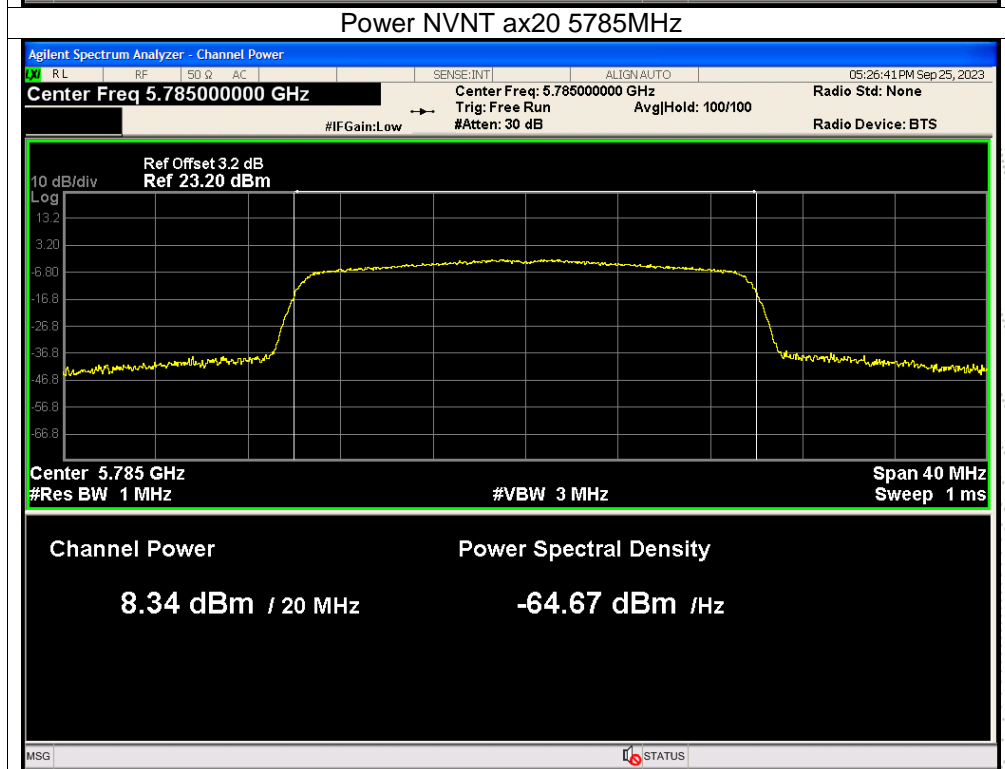 Power NVNT ax20 5785MHz
Agilent Spectrum Analyzer - Channel Power
LXI RL RF 50 Ω AC SENSE:INT ALIGN AUTO 05:26:41 PM Sep 25, 2023
Center Freq 5.785000000 GHz Center Freq: 5.785000000 GHz Radio Std: None
Trig: Free Run Avg|Hold: 100/100
#IFGain:Low #Atten: 30 dB Radio Device: BTS
Ref Offset 3.2 dB
10 dB/div Ref 23.20 dBm
Log
13.2
3.20
-6.80
-16.8
-26.8
-36.8
-46.8
-56.8
-66.8
Center 5.785 GHz Span 40 MHz
#Res BW 1 MHz #VBW 3 MHz Sweep 1 ms
Channel Power Power Spectral Density
8.34 dBm / 20 MHz -64.67 dBm /Hz
MSG STATUS